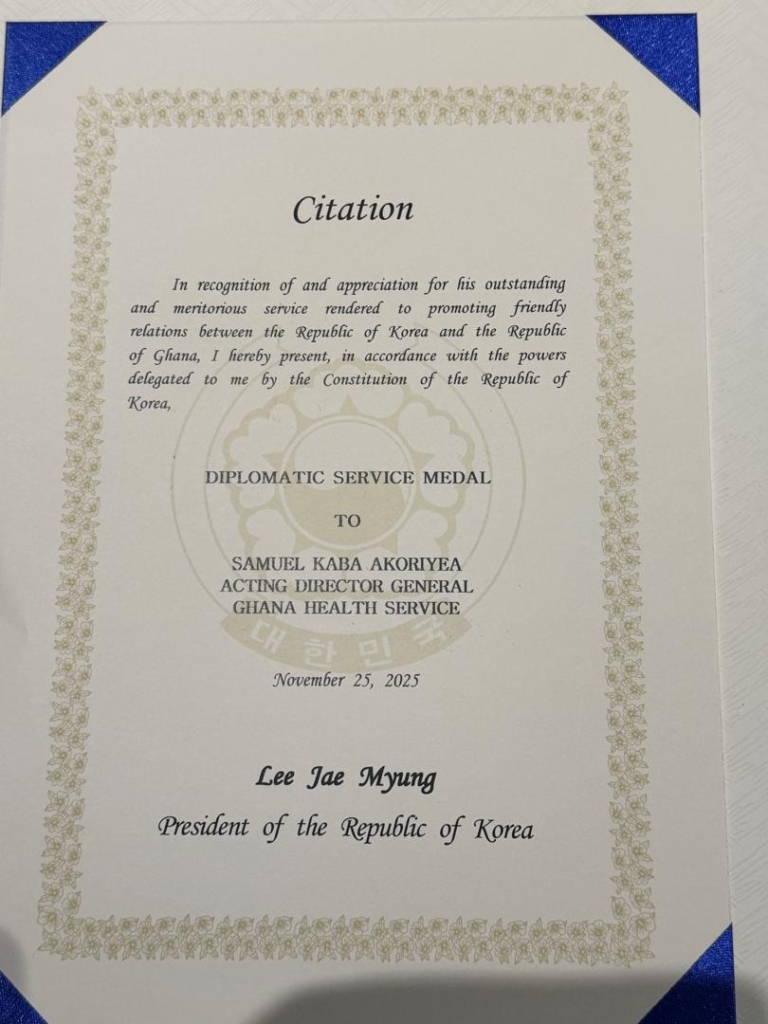 Citation
In recognition of and appreciation for his outstanding
and meritorious service rendered to promoting friendly
relations between the Republic of Korea and the Republic
of Ghana, I hereby present, in accordance with the powers
delegated to me by the Constitution of the Republic of
Korea,
DIPLOMATIC SERVICE MEDAL
TO
SAMUEL KABA AKORIYEA
ACTING DIRECTOR GENERAL
GHANA HEALTH SERVICE
대한민국
November 25, 2025
Lee Jae Myung
President of the Republic of Korea